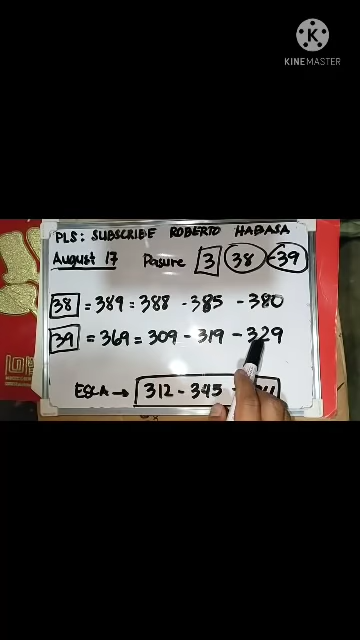 KINEMASTER
PLS: SUBSCRIBE ROBERTO HABASA
August 17 Pasure 3 38 -39
38 = 389 = 388 - 385 - 380
39 = 369 = 309 - 319 - 329
ESCA → 312 - 345 -